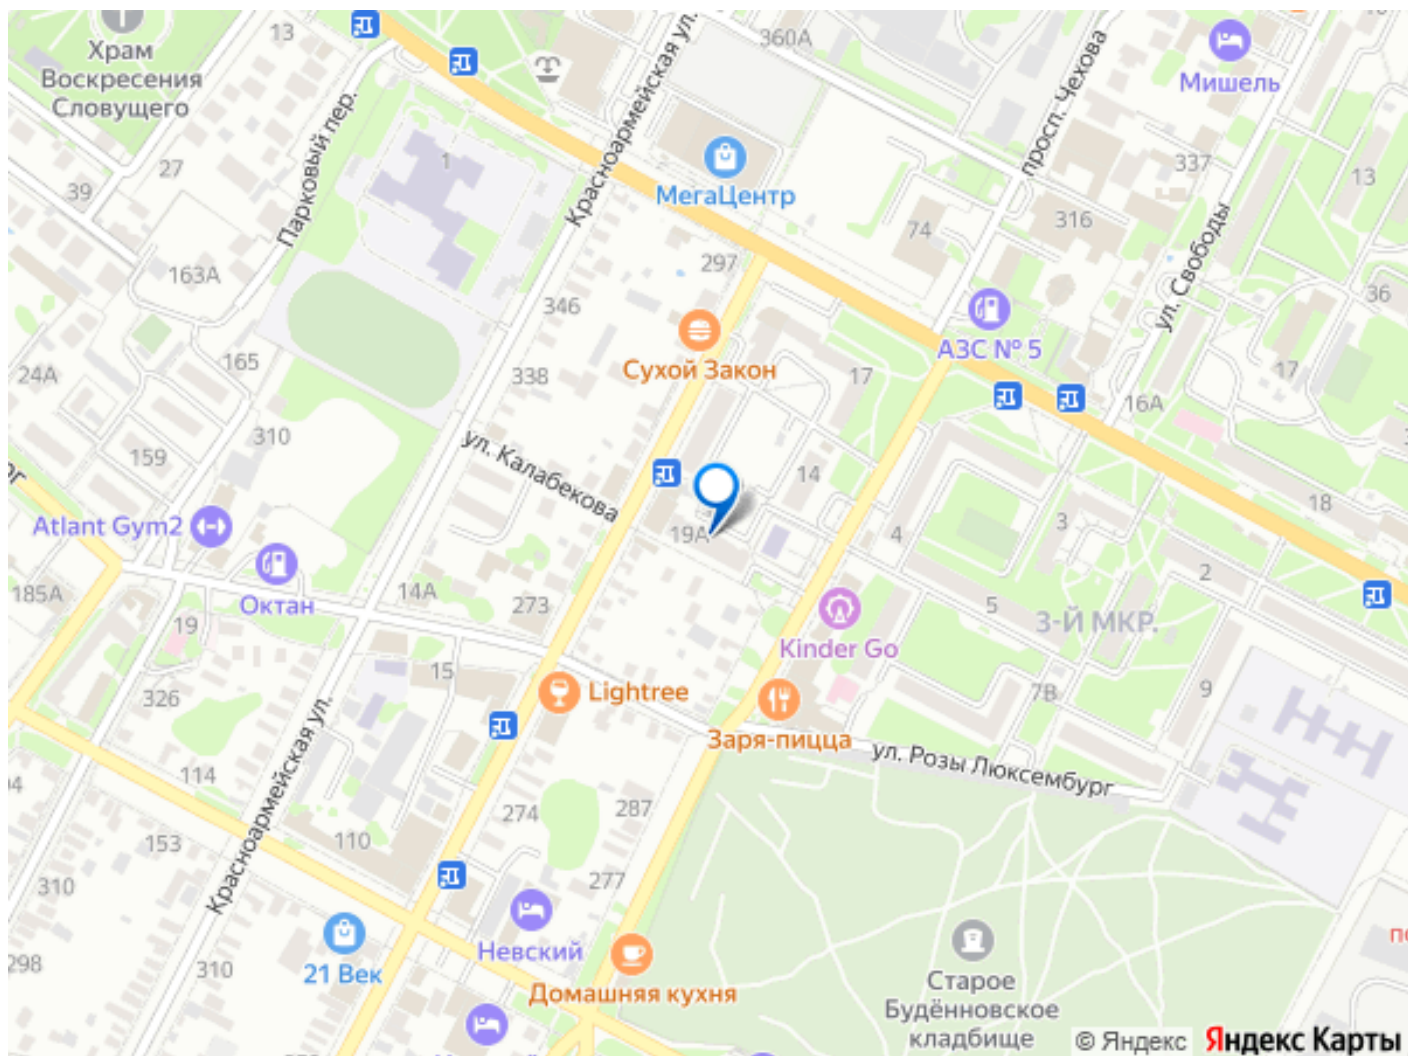 13
Храм
Воскресения
Словущего
Красноармейская ул.
360А
просп. Чехова
Мишель
27
39
Парковый пер.
1
МегаЦентр
337
13
74
316
ул. Свободы
163А
297
346
36
АЗС № 5
Сухой Закон
24А
165
338
17
17
16А
310
ул. Калабекова
159
14
18
Atlant Gym2
19А
4
3
Октан
14А
273
2
185А
5
3-Й МКР.
19
Kinder Go
15
326
Lightree
7В
9
Заря-пицца
ул. Розы Люксембург
Красноармейская ул.
114
274
287
153
110
310
277
Невский
21 Век
298
310
Домашняя кухня
Старое
Будённовское
кладбище
© Яндекс
Яндекс Карты